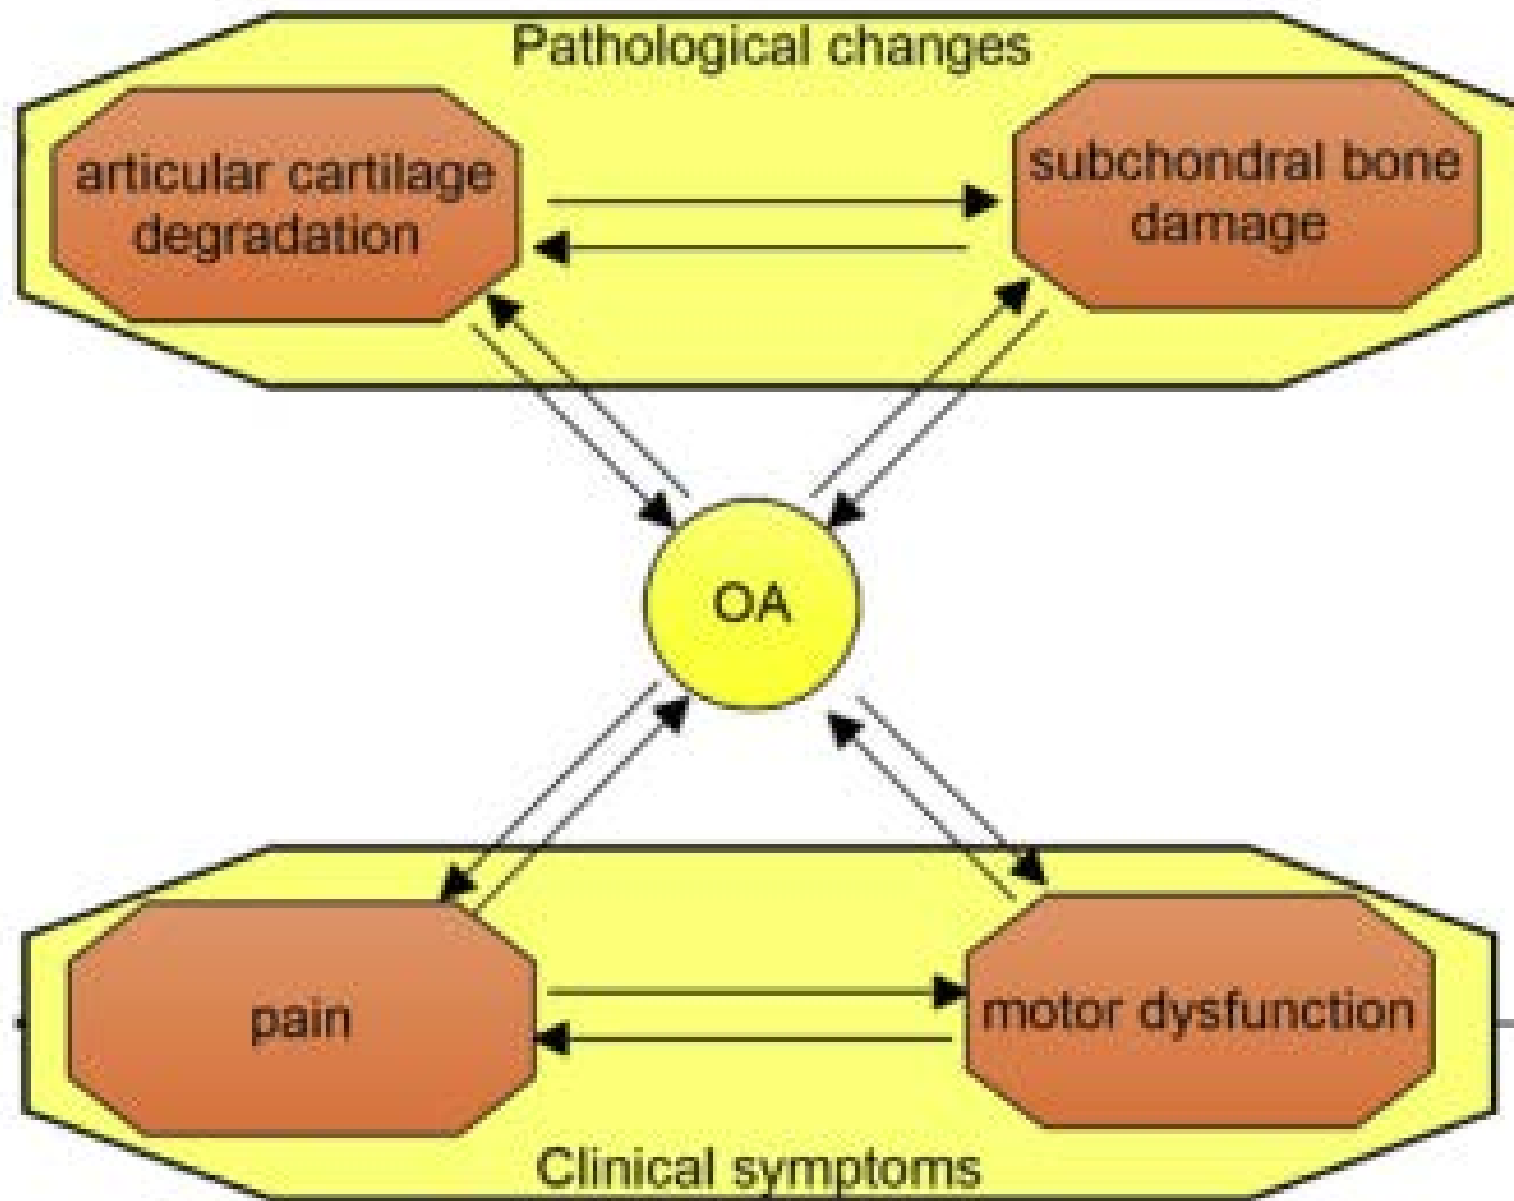 Pathological changes
articular cartilage
degradation
subchondral bone
damage
OA
pain
motor dysfunction
Clinical symptoms